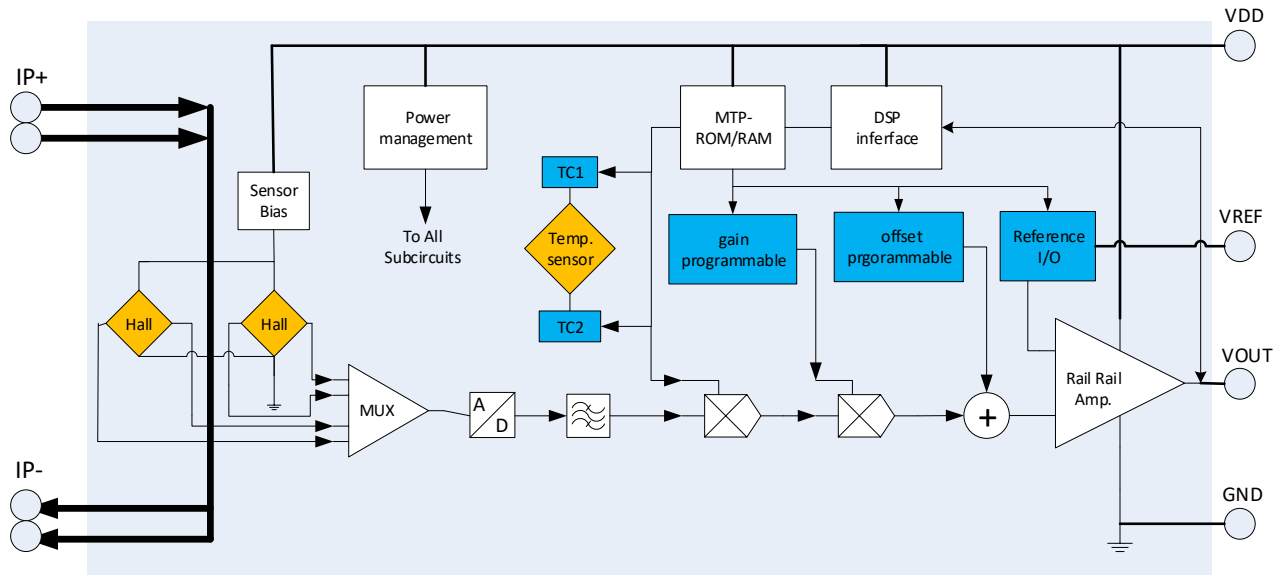 VDD
IP+
Power
management
MTP-
ROM/RAM
DSP
inferface
TC1
Sensor
Bias
To All
Subcircuits
Temp.
sensor
gain
programmable
offset
prgorammable
Reference
I/O
VREF
Hall
Hall
TC2
VOUT
Rail Rail
Amp.
MUX
A
D
+
IP-
GND